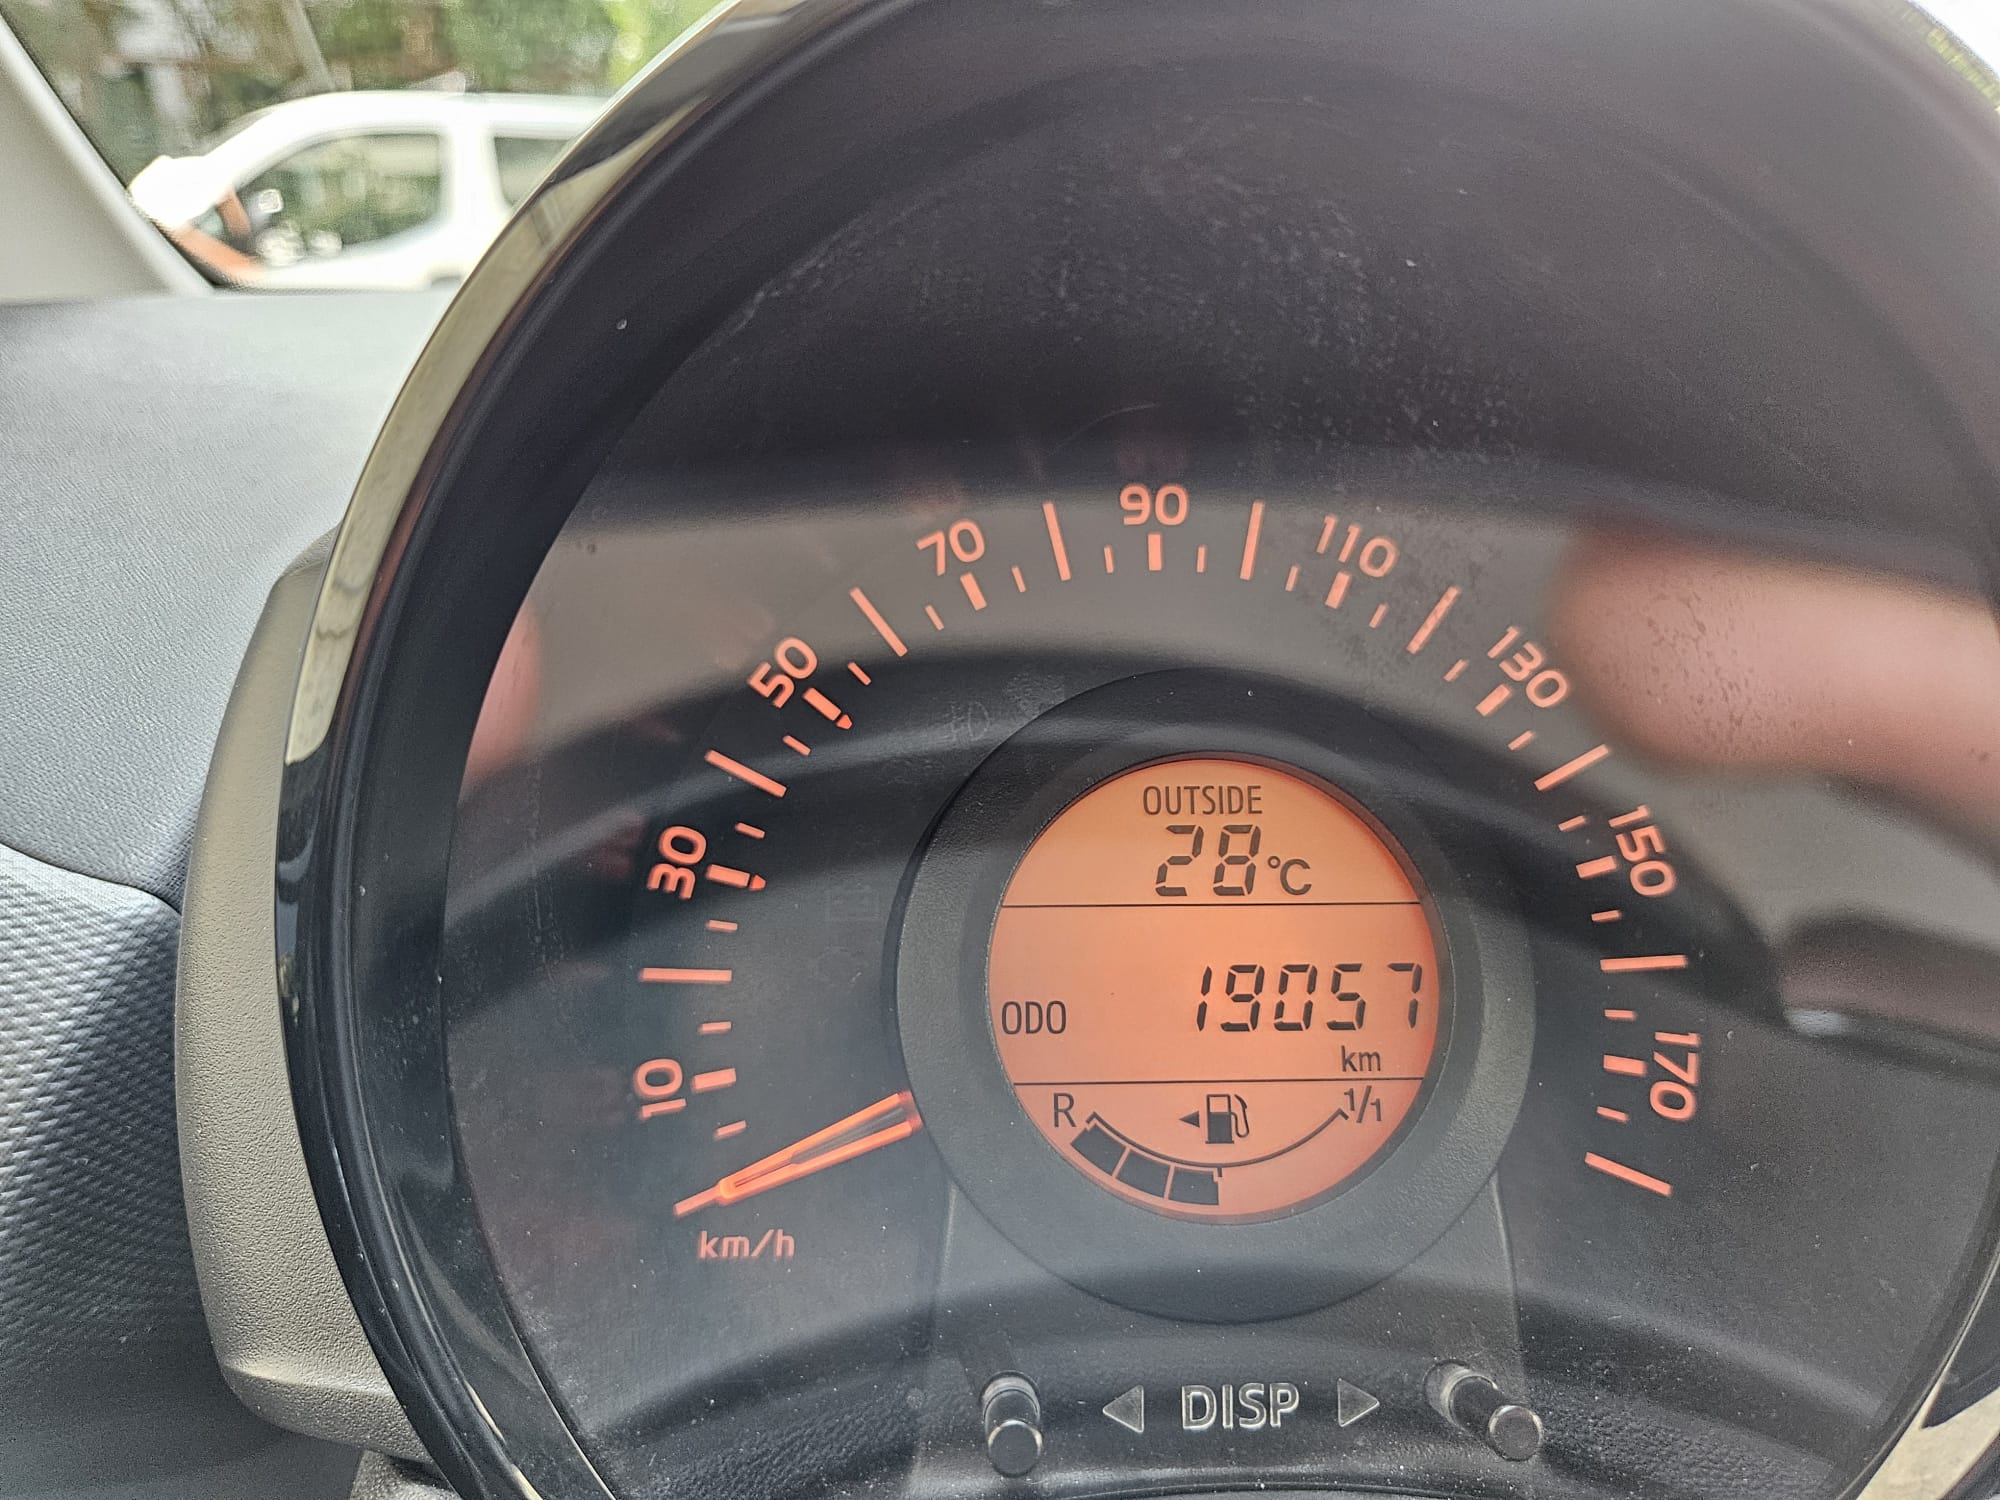 10
30
50
70
90
110
130
150
170
km/h
OUTSIDE
28°C
ODO 19057
km
R 1/1
◁ DISP ▷